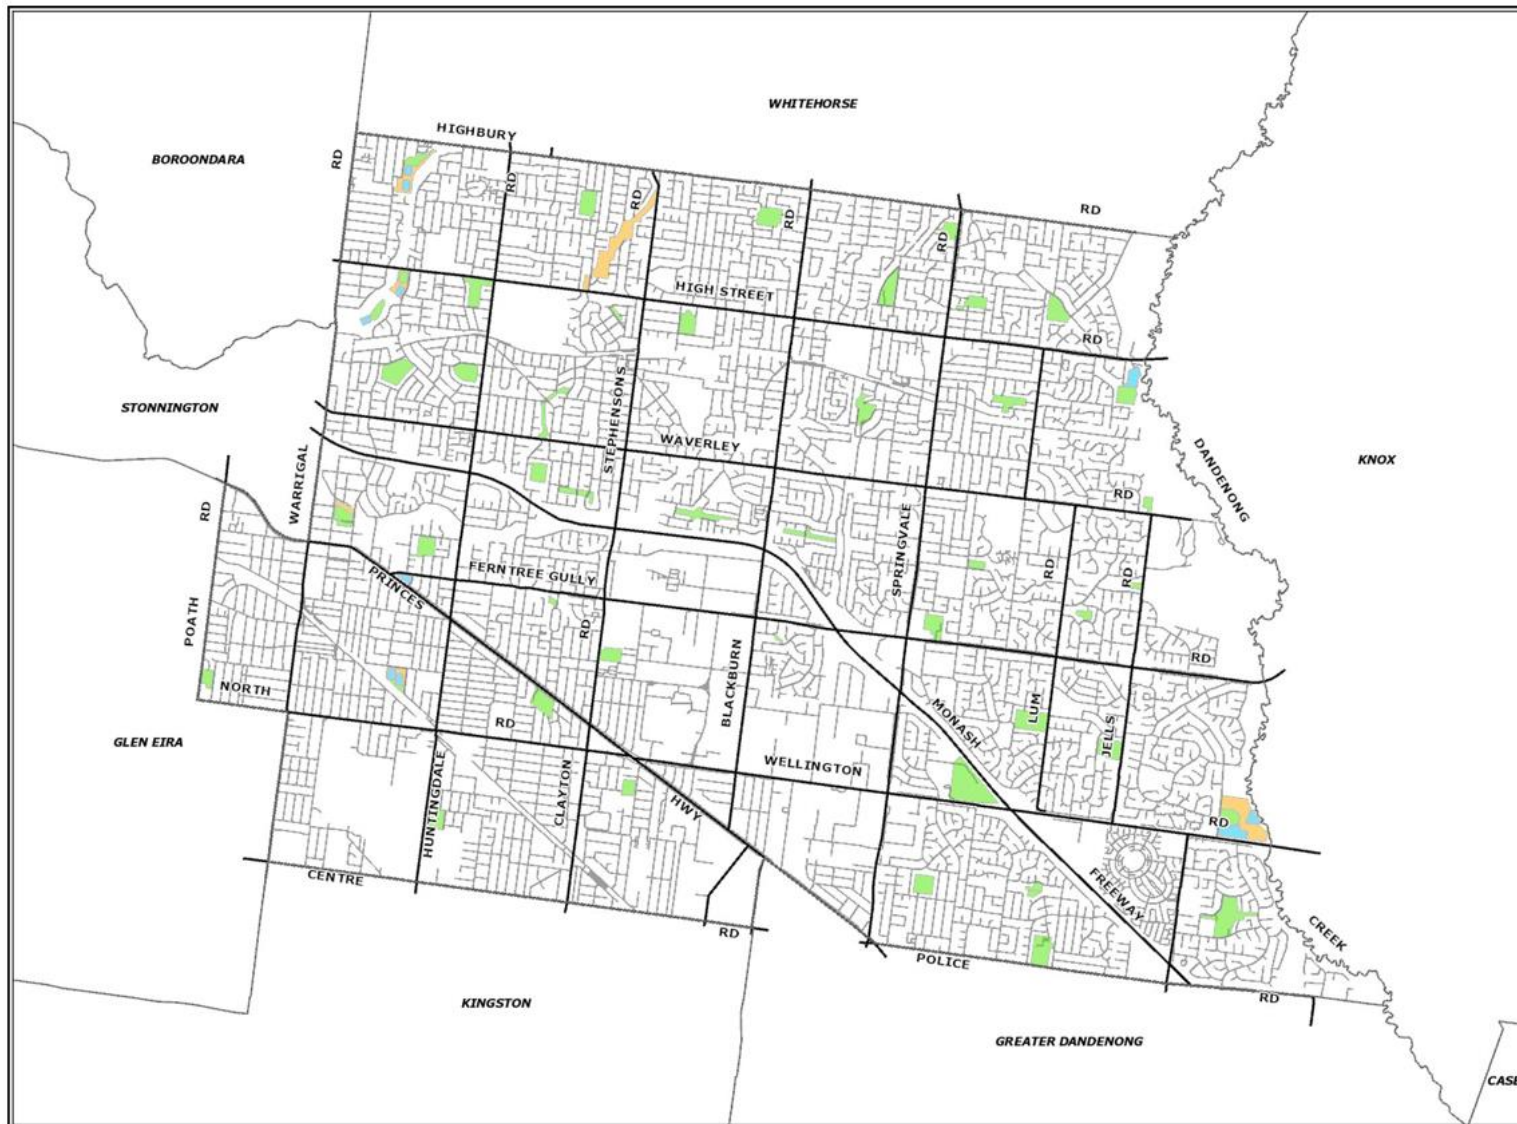 WHITEHORSE
HIGHBURY
BOROONDARA
RD
RD
RD
RD
RD
RD
HIGH STREET
RD
STONNINGTON
STEPHENSONS
WAVERLEY
KNOX
WARRIGAL
DANDENONG
RD
RD
SPRINGVALE
FERNTREE GULLY
PRINCES
RD
RD
POATH
RD
BLACKBURN
RD
NORTH
RD
LUM
MONASH
JELLS
GLEN EIRA
WELLINGTON
HUNTINGDALE
CLAYTON
HWY
RD
CENTRE
FREEWAY
RD
POLICE
CREEK
RD
KINGSTON
GREATER DANDENONG
CASE